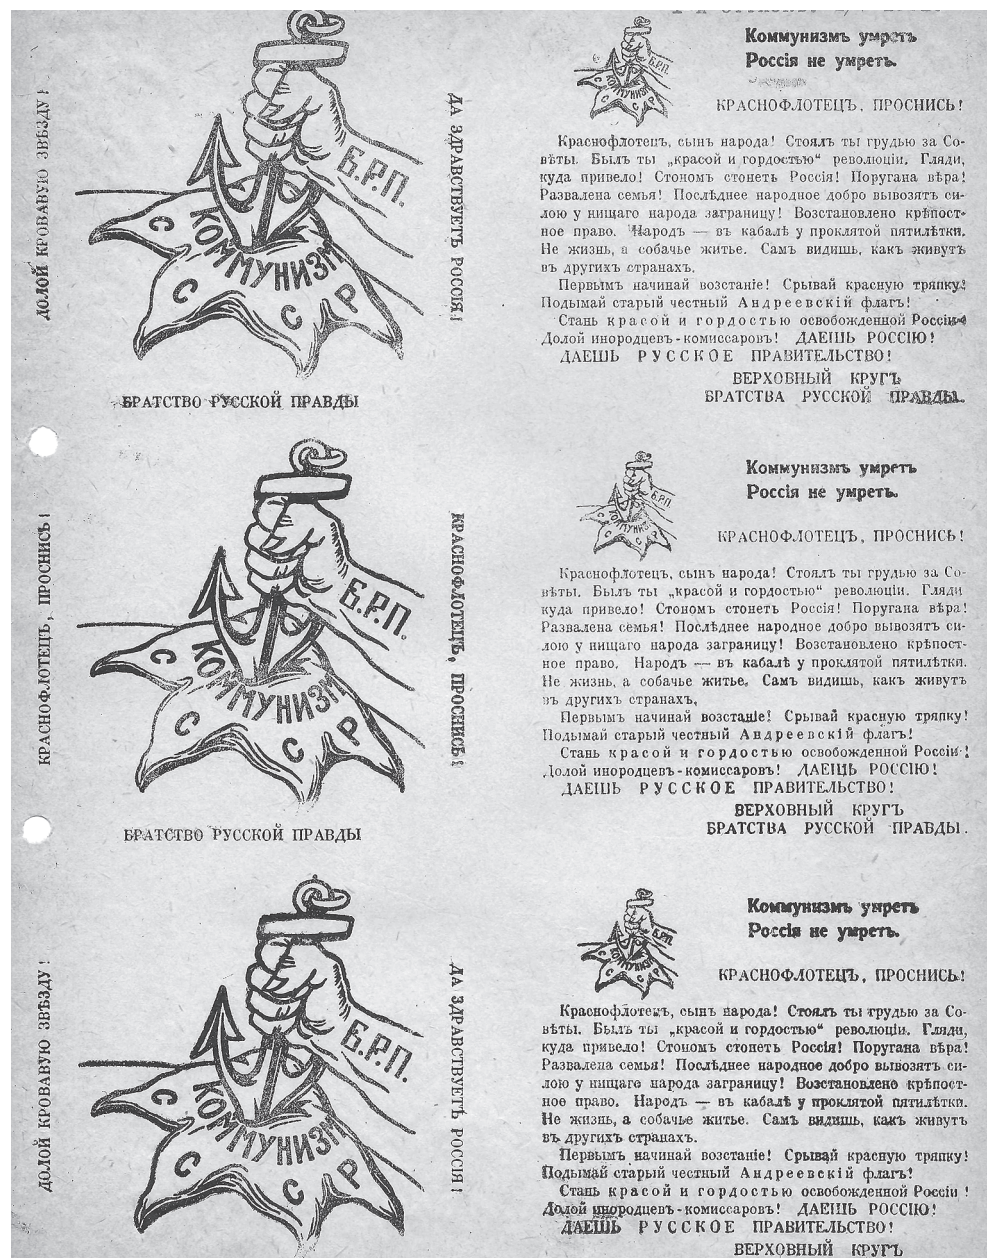 ДОЛОЙ КРОВАВУЮ ЗВѢЗДУ!
Б.Р.П.
КОММУНИЗМ
С С С Р
ДА ЗДРАВСТВУЕТЪ РОССІЯ!
БРАТСТВО РУССКОЙ ПРАВДЫ
Б.Р.П.
КОММУНИЗМ
С С С Р
Коммунизмъ умретъ
Россія не умретъ.
КРАСНОФЛОТЕЦЪ, ПРОСНИСЬ!
Краснофлотецъ, сынъ народа! Стоялъ ты грудью за Со-
вѣты. Былъ ты „красой и гордостью“ революціи. Гляди,
куда привело! Стономъ стонетъ Россія! Поругана вѣра!
Развалена семья! Послѣднее народное добро вывозятъ си-
лою у нищаго народа заграницу! Возстановлено крѣпост-
ное право. Народъ — въ кабалѣ у проклятой пятилѣтки.
Не жизнь, а собачье житье. Самъ видишь, какъ живутъ
въ другихъ странахъ.
Первымъ начинай возстаніе! Срывай красную тряпку!
Подымай старый честный Андреевскій флагъ!
Стань красой и гордостью освобожденной Россіи!
Долой инородцевъ-комиссаровъ! ДАЕШЬ РОССІЮ!
ДАЕШЬ РУССКОЕ ПРАВИТЕЛЬСТВО!
ВЕРХОВНЫЙ КРУГЪ
БРАТСТВА РУССКОЙ ПРАВДЫ.
КРАСНОФЛОТЕЦЪ, ПРОСНИСЬ!
Б.Р.П.
КОММУНИЗМ
С С С Р
КРАСНОФЛОТЕЦЪ, ПРОСНИСЬ!
БРАТСТВО РУССКОЙ ПРАВДЫ
Б.Р.П.
КОММУНИЗМ
С С С Р
Коммунизмъ умретъ
Россія не умретъ.
КРАСНОФЛОТЕЦЪ, ПРОСНИСЬ!
Краснофлотецъ, сынъ народа! Стоялъ ты грудью за Со-
вѣты. Былъ ты „красой и гордостью“ революціи. Гляди
куда привело! Стономъ стонетъ Россія! Поругана вѣра!
Развалена семья! Послѣднее народное добро вывозятъ си-
лою у нищаго народа заграницу! Возстановлено крѣпост-
ное право. Народъ — въ кабалѣ у проклятой пятилѣтки.
Не жизнь, а собачье житье. Самъ видишь, какъ живутъ
въ другихъ странахъ,
Первымъ начинай возстаніе! Срывай красную тряпку!
Подымай старый честный Андреевскій флагъ!
Стань красой и гордостью освобожденной Россіи!
Долой инородцевъ-комиссаровъ! ДАЕШЬ РОССІЮ!
ДАЕШЬ РУССКОЕ ПРАВИТЕЛЬСТВО!
ВЕРХОВНЫЙ КРУГЪ
БРАТСТВА РУССКОЙ ПРАВДЫ.
ДОЛОЙ КРОВАВУЮ ЗВѢЗДУ!
Б.Р.П.
КОММУНИЗМ
С С С Р
ДА ЗДРАВСТВУЕТЪ РОССІЯ!
Б.Р.П.
КОММУНИЗМ
С С С Р
Коммунизмъ умретъ
Россія не умретъ.
КРАСНОФЛОТЕЦЪ, ПРОСНИСЬ!
Краснофлотецъ, сынъ народа! Стоялъ ты грудью за Со-
вѣты. Былъ ты „красой и гордостью“ революціи. Гляди,
куда привело! Стономъ стонетъ Россія! Поругана вѣра!
Развалена семья! Послѣднее народное добро вывозятъ си-
лою у нищаго народа заграницу! Возстановлено крѣпост-
ное право. Народъ — въ кабалѣ у проклятой пятилѣтки.
Не жизнь, а собачье житье. Самъ видишь, какъ живутъ
въ другихъ странахъ.
Первымъ начинай возстаніе! Срывай красную тряпку!
Подымай старый честный Андреевскій флагъ!
Стань красой и гордостью освобожденной Россіи !
Долой инородцевъ-комиссаровъ! ДАЕШЬ РОССІЮ!
ДАЕШЬ РУССКОЕ ПРАВИТЕЛЬСТВО!
ВЕРХОВНЫЙ КРУГЪ